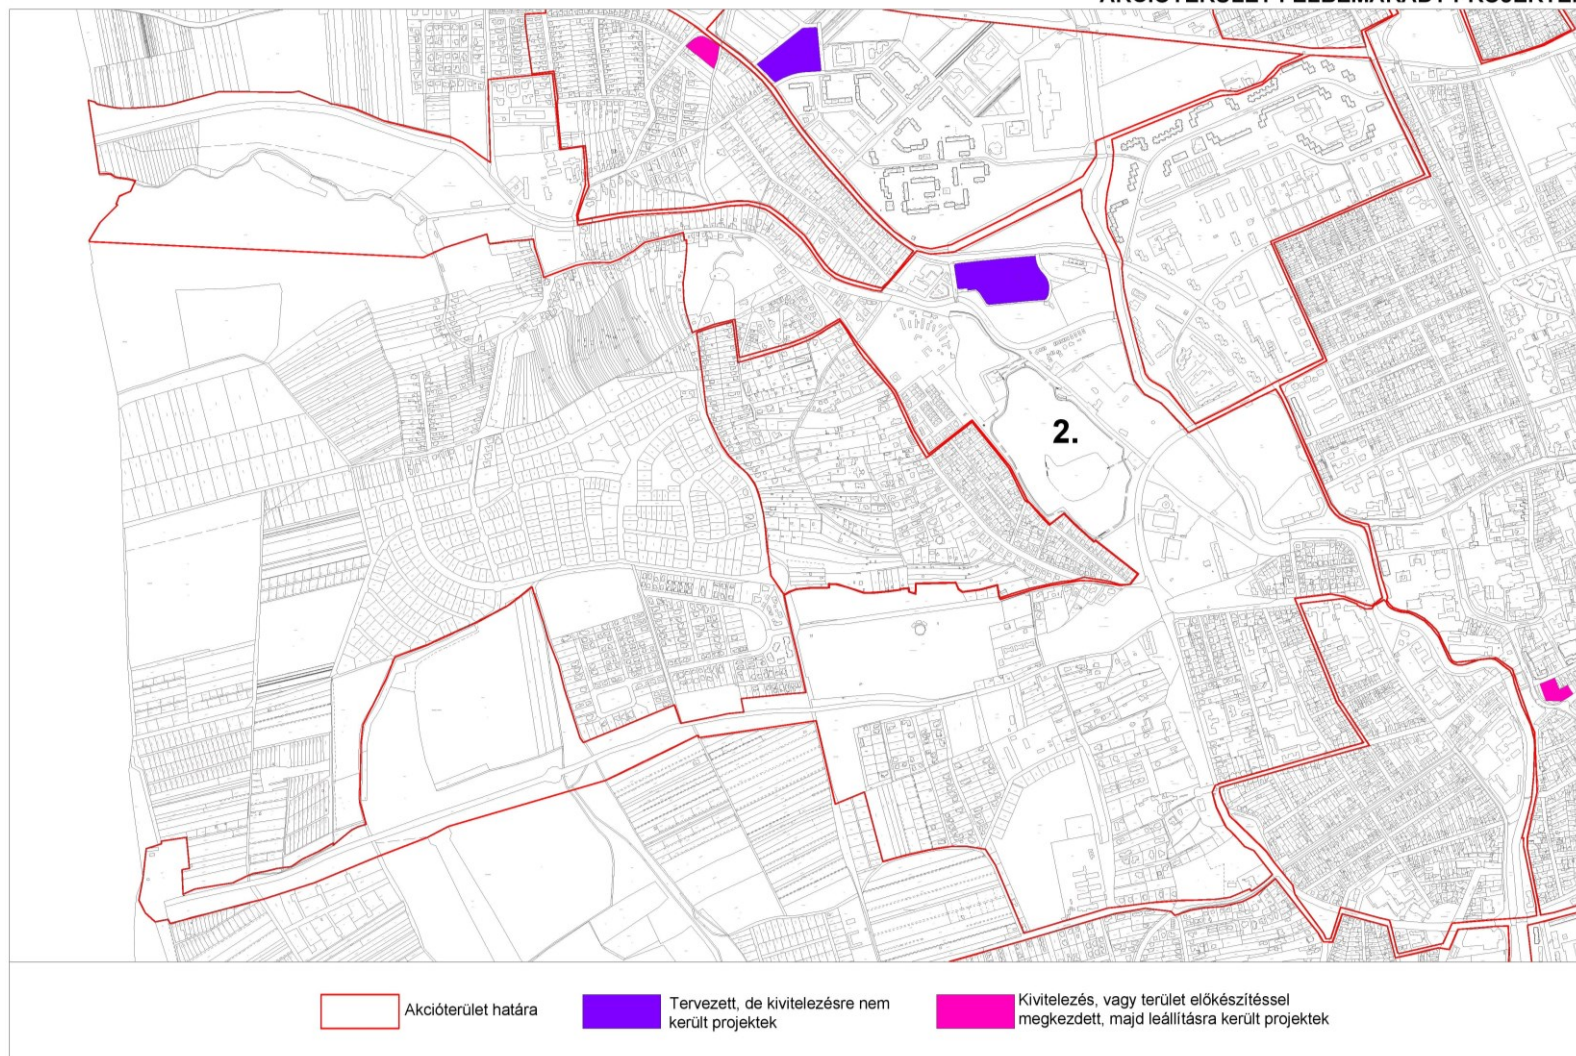 2.
Akcióterület határa
Tervezett, de kivitelezésre nem
került projektek
Kivitelezés, vagy terület előkészítéssel
megkezdett, majd leállításra került projektek